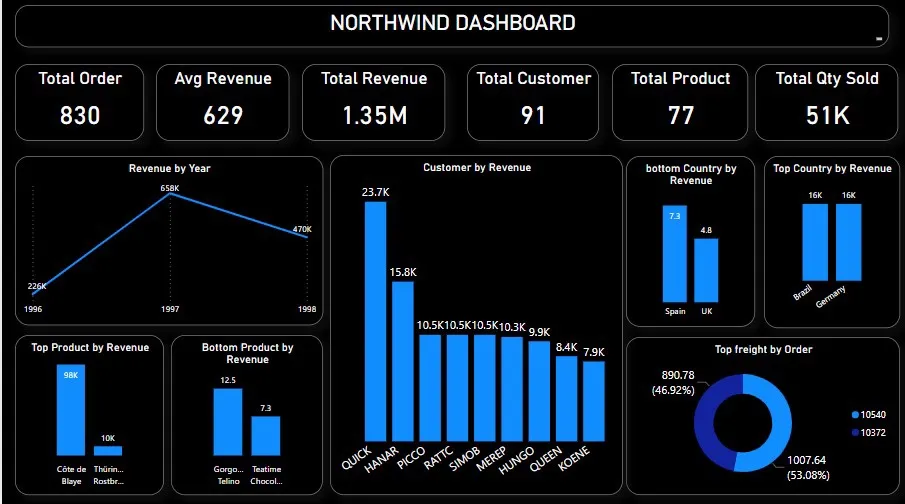 NORTHWIND DASHBOARD
Total Order
830
Avg Revenue
629
Total Revenue
1.35M
Total Customer
91
Total Product
77
Total Qty Sold
51K
Revenue by Year
658K
470K
226K
1996
1997
1998
Customer by Revenue
23.7K
15.8K
10.5K
10.5K
10.5K
10.3K
9.9K
8.4K
7.9K
QUICK
HANAR
PICCO
RATTC
SIMOB
MEREP
HUNGO
QUEEN
KOENE
bottom Country by
Revenue
7.3
4.8
Spain
UK
Top Country by Revenue
16K
16K
Brazil
Germany
Top Product by Revenue
98K
10K
Côte de
Blaye
Thürin...
Rostbr...
Bottom Product by
Revenue
12.5
7.3
Gorgo...
Telino
Teatime
Chocol...
Top freight by Order
890.78
(46.92%)
10540
10372
1007.64
(53.08%)